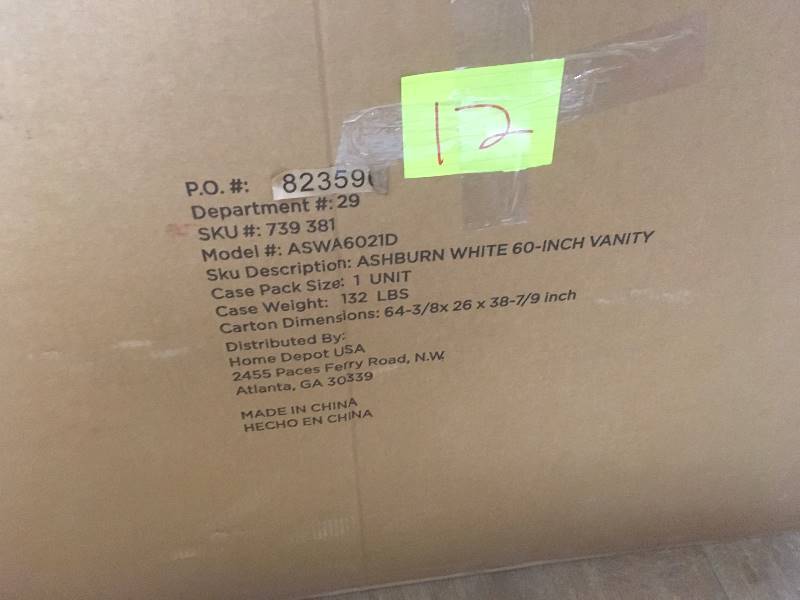 12
P.O. #: 82359
Department #: 29
SKU #: 739 381
Model #: ASWA6021D
Sku Description: ASHBURN WHITE 60-INCH VANITY
Case Pack Size: 1 UNIT
Case Weight: 132 LBS
Carton Dimensions: 64-3/8x 26 x 38-7/9 inch
Distributed By:
Home Depot USA
2455 Paces Ferry Road, N.W.
Atlanta, GA 30339
MADE IN CHINA
HECHO EN CHINA